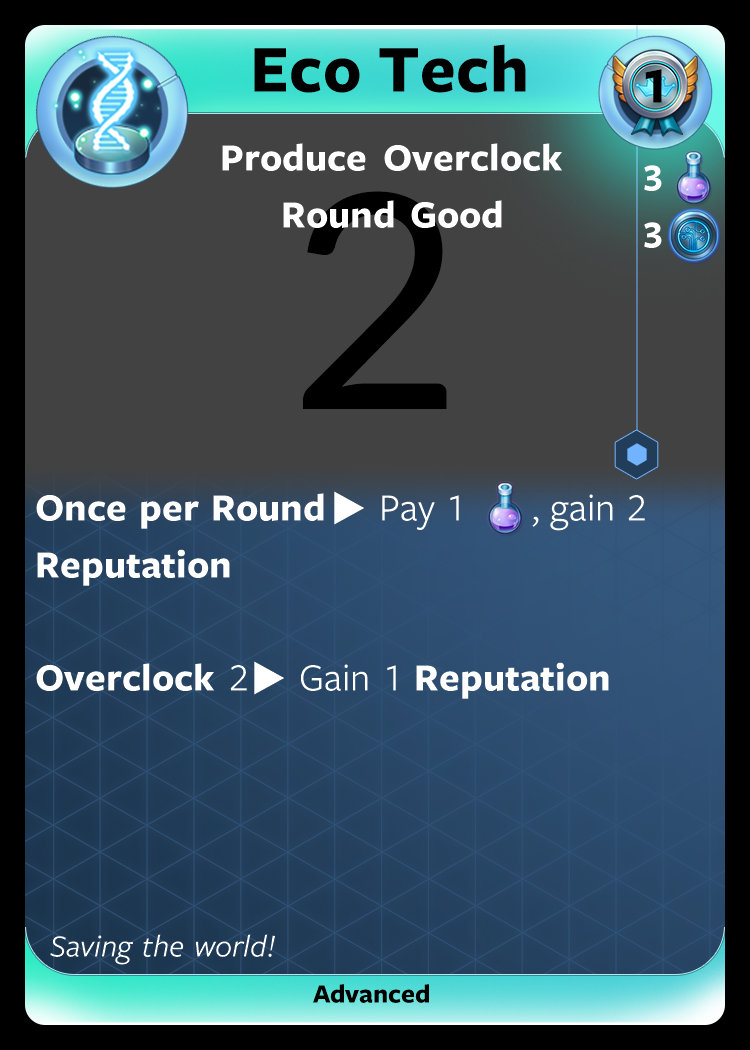 Eco Tech
1
Produce Overclock
Round Good
3
3
2
Once per Round▶ Pay 1 , gain 2
Reputation
Overclock 2▶ Gain 1 Reputation
Saving the world!
Advanced